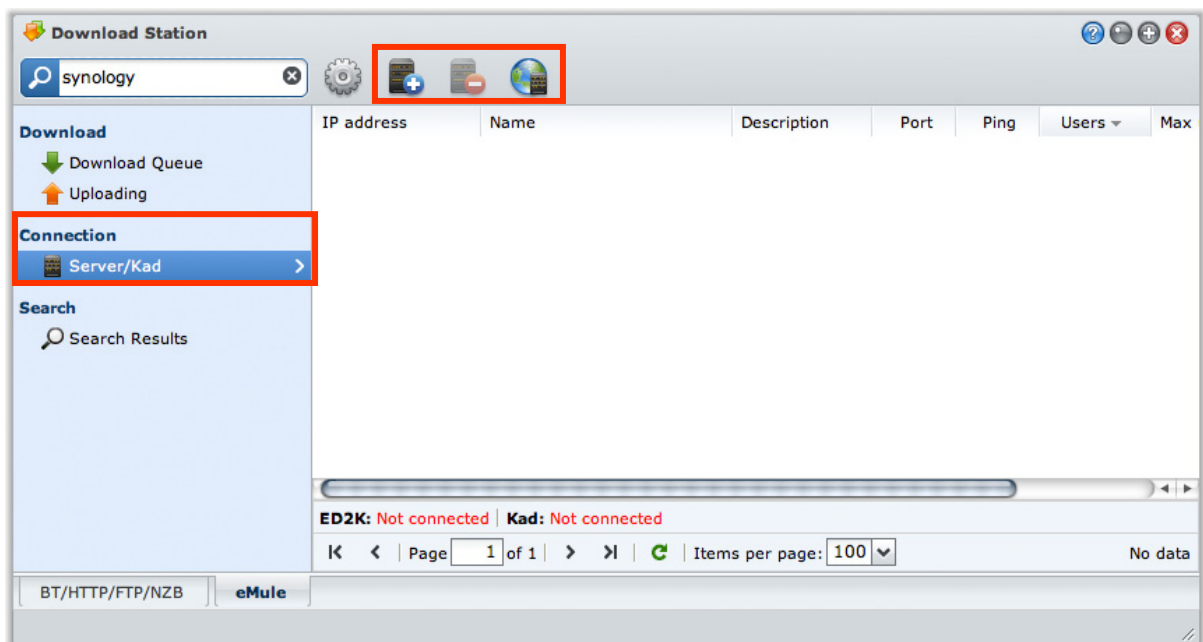 Download Station
synology
IP address Name Description Port Ping Users Max
Download
Download Queue
Uploading
Connection
Server/Kad
Search
Search Results
ED2K: Not connected Kad: Not connected
Page 1 of 1 Items per page: 100 No data
BT/HTTP/FTP/NZB eMule